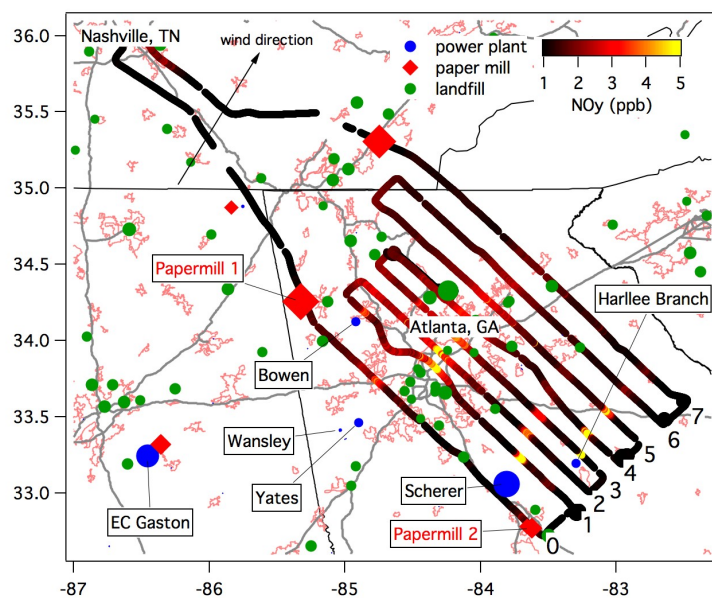 36.0
Nashville, TN
wind direction
power plant
paper mill
landfill
1 2 3 4 5
NOy (ppb)
35.5
35.0
34.5
34.0
33.5
33.0
Papermill 1
Harllee Branch
Atlanta, GA
Bowen
Wansley
Yates
Scherer
EC Gaston
Papermill 2
0
1
2
3
4
5
6
7
-87 -86 -85 -84 -83